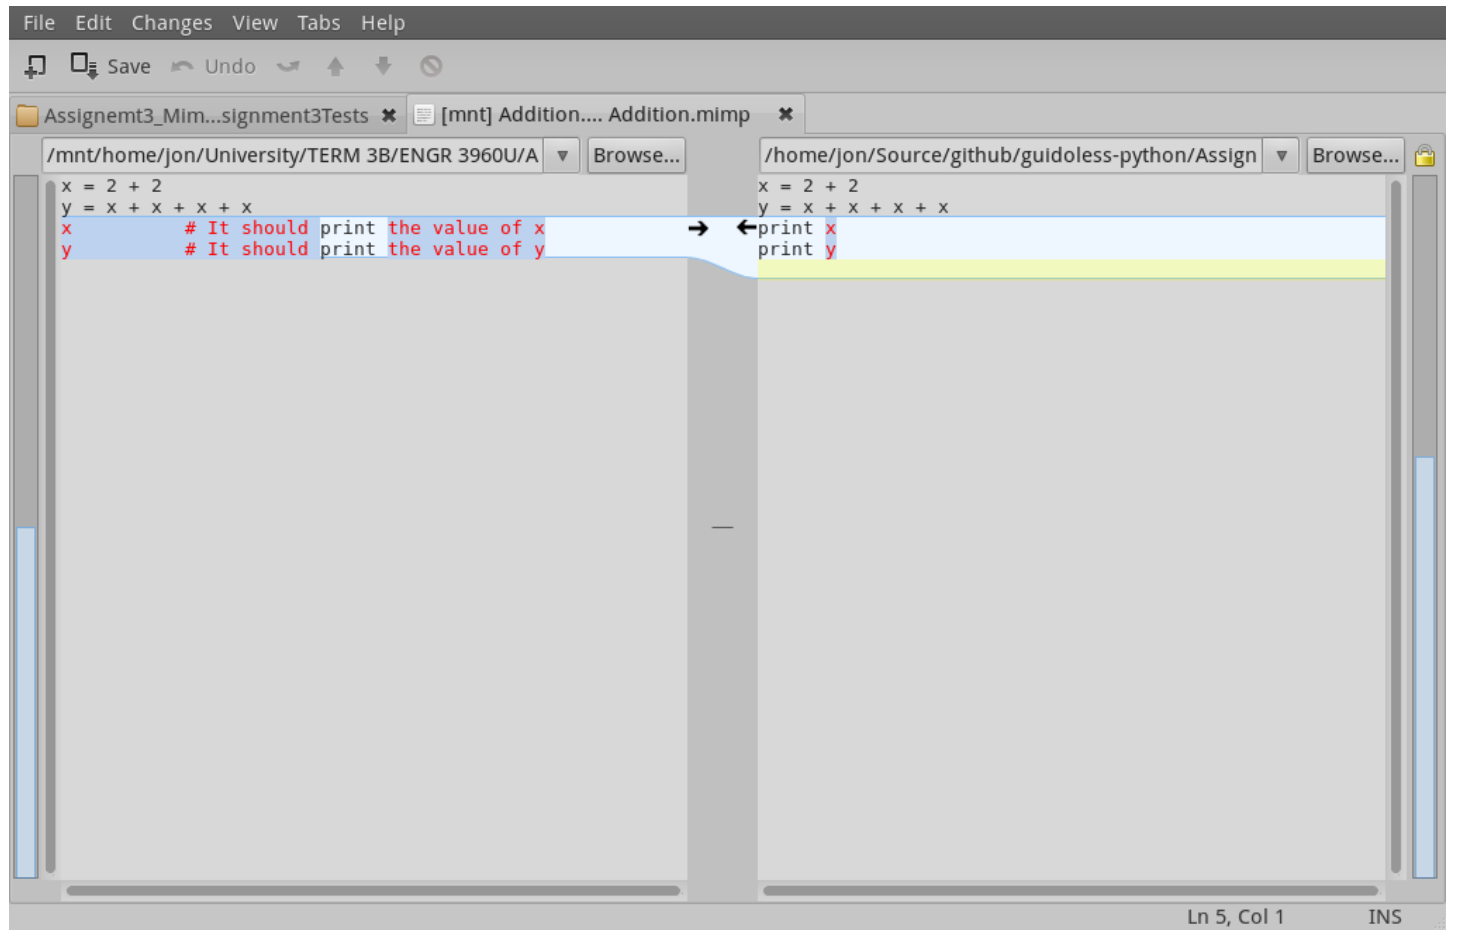 File Edit Changes View Tabs Help
Save Undo
Assignemt3_Mim...signment3Tests [mnt] Addition.... Addition.mimp
/mnt/home/jon/University/TERM 3B/ENGR 3960U/A Browse...
x = 2 + 2
y = x + x + x + x
x # It should print the value of x
y # It should print the value of y
/home/jon/Source/github/guidoless-python/Assign Browse...
x = 2 + 2
y = x + x + x + x
print x
print y
Ln 5, Col 1 INS